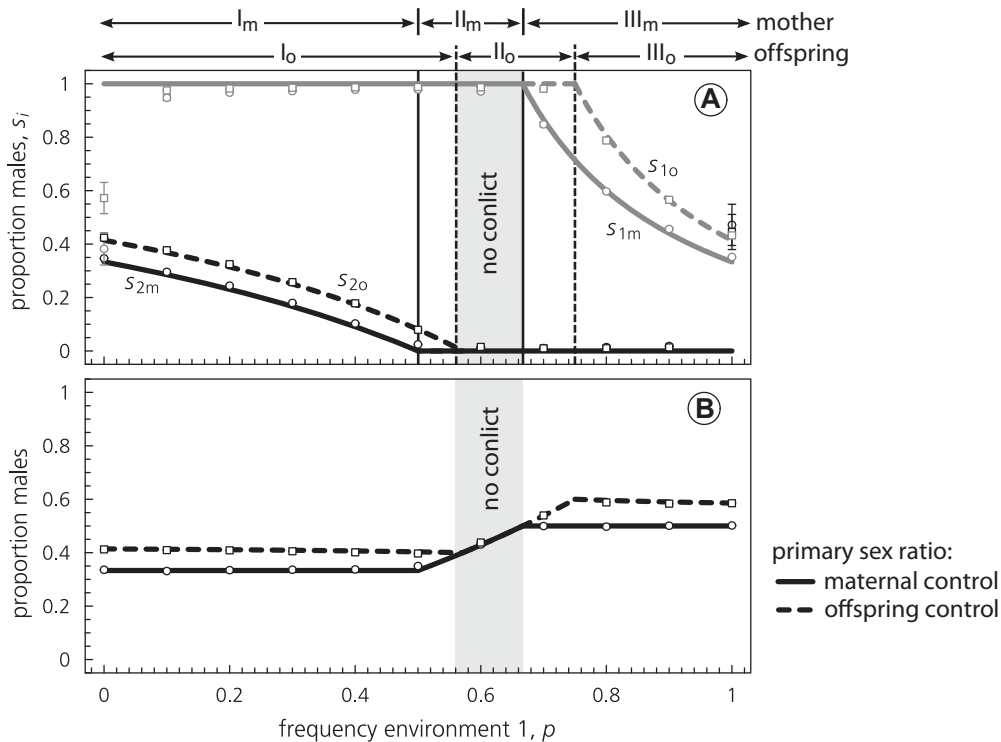 I_m II_m III_m mother
I_o II_o III_o offspring
A
1
0.8
0.6
0.4
0.2
0
proportion males, s_i
no conlict
s_1o
s_1m
s_2m
s_2o
B
1
0.8
0.6
0.4
0.2
0
proportion males
no conlict
0 0.2 0.4 0.6 0.8 1
frequency environment 1, p
primary sex ratio:
maternal control
offspring control